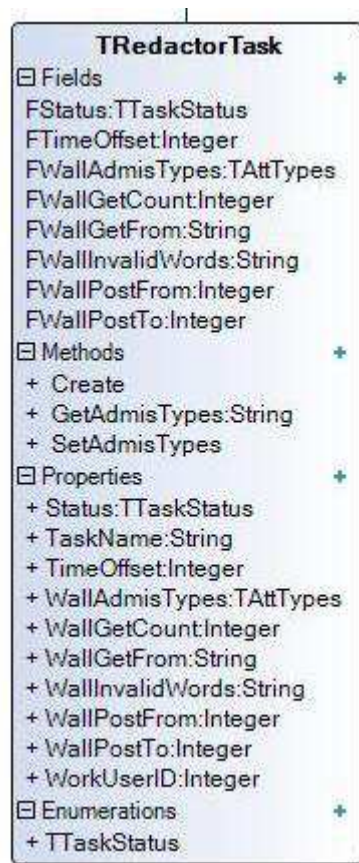 TRedactorTask
Fields +
FStatus:TTaskStatus
FTimeOffset:Integer
FWallAdmisTypes:TAttTypes
FWallGetCount:Integer
FWallGetFrom:String
FWallInvalidWords:String
FWallPostFrom:Integer
FWallPostTo:Integer
Methods +
+ Create
+ GetAdmisTypes:String
+ SetAdmisTypes
Properties +
+ Status:TTaskStatus
+ TaskName:String
+ TimeOffset:Integer
+ WallAdmisTypes:TAttTypes
+ WallGetCount:Integer
+ WallGetFrom:String
+ WallInvalidWords:String
+ WallPostFrom:Integer
+ WallPostTo:Integer
+ WorkUserID:Integer
Enumerations +
+ TTaskStatus